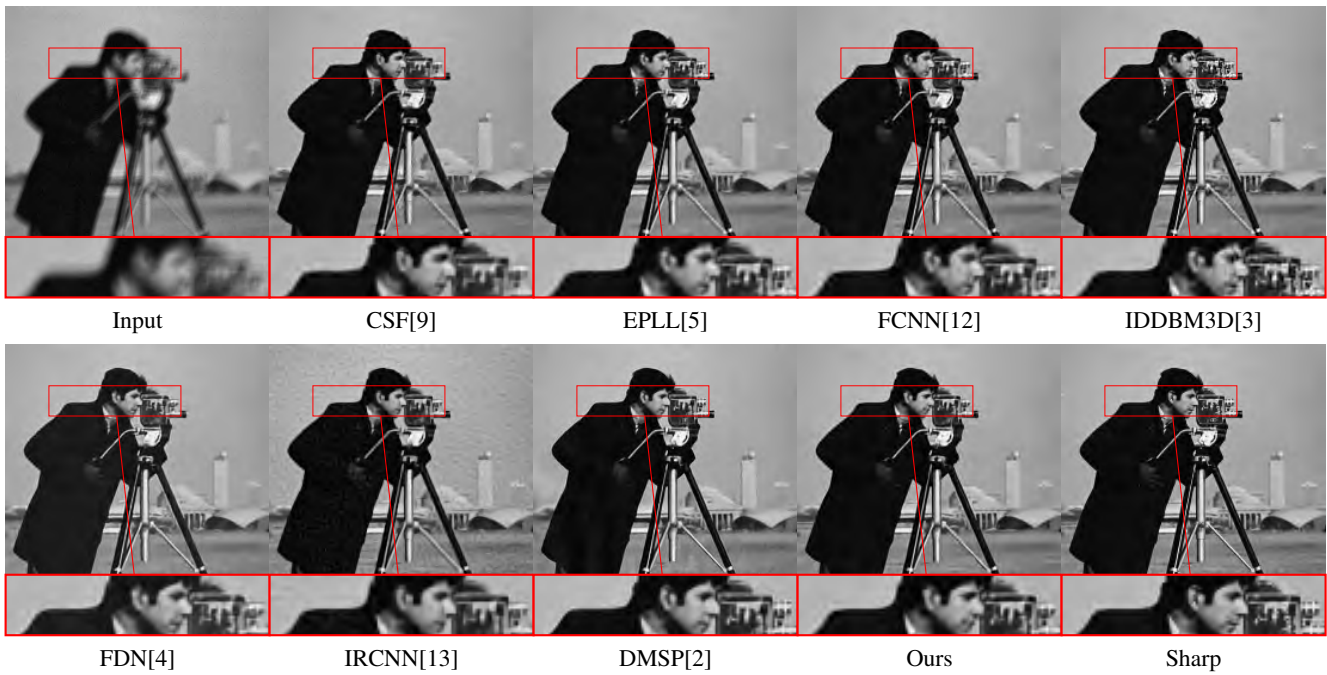 Input CSF[9] EPLL[5] FCNN[12] IDDBM3D[3]
FDN[4] IRCNN[13] DMSP[2] Ours Sharp